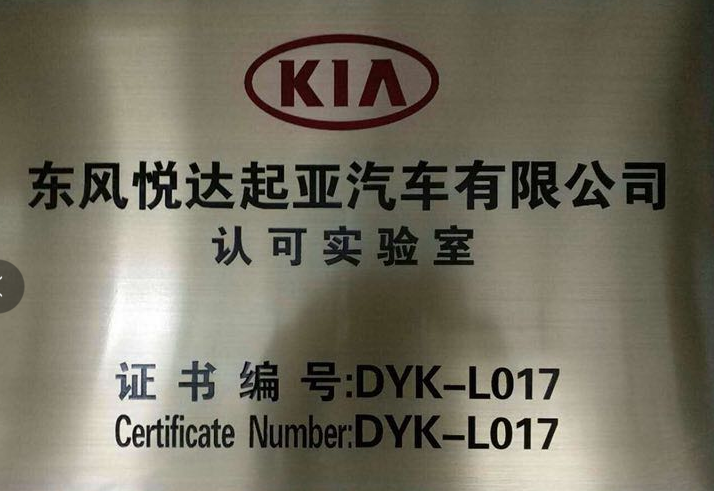 KIA
东风悦达起亚汽车有限公司
认可实验室
证书编号:DYK-L017
Certificate Number:DYK-L017